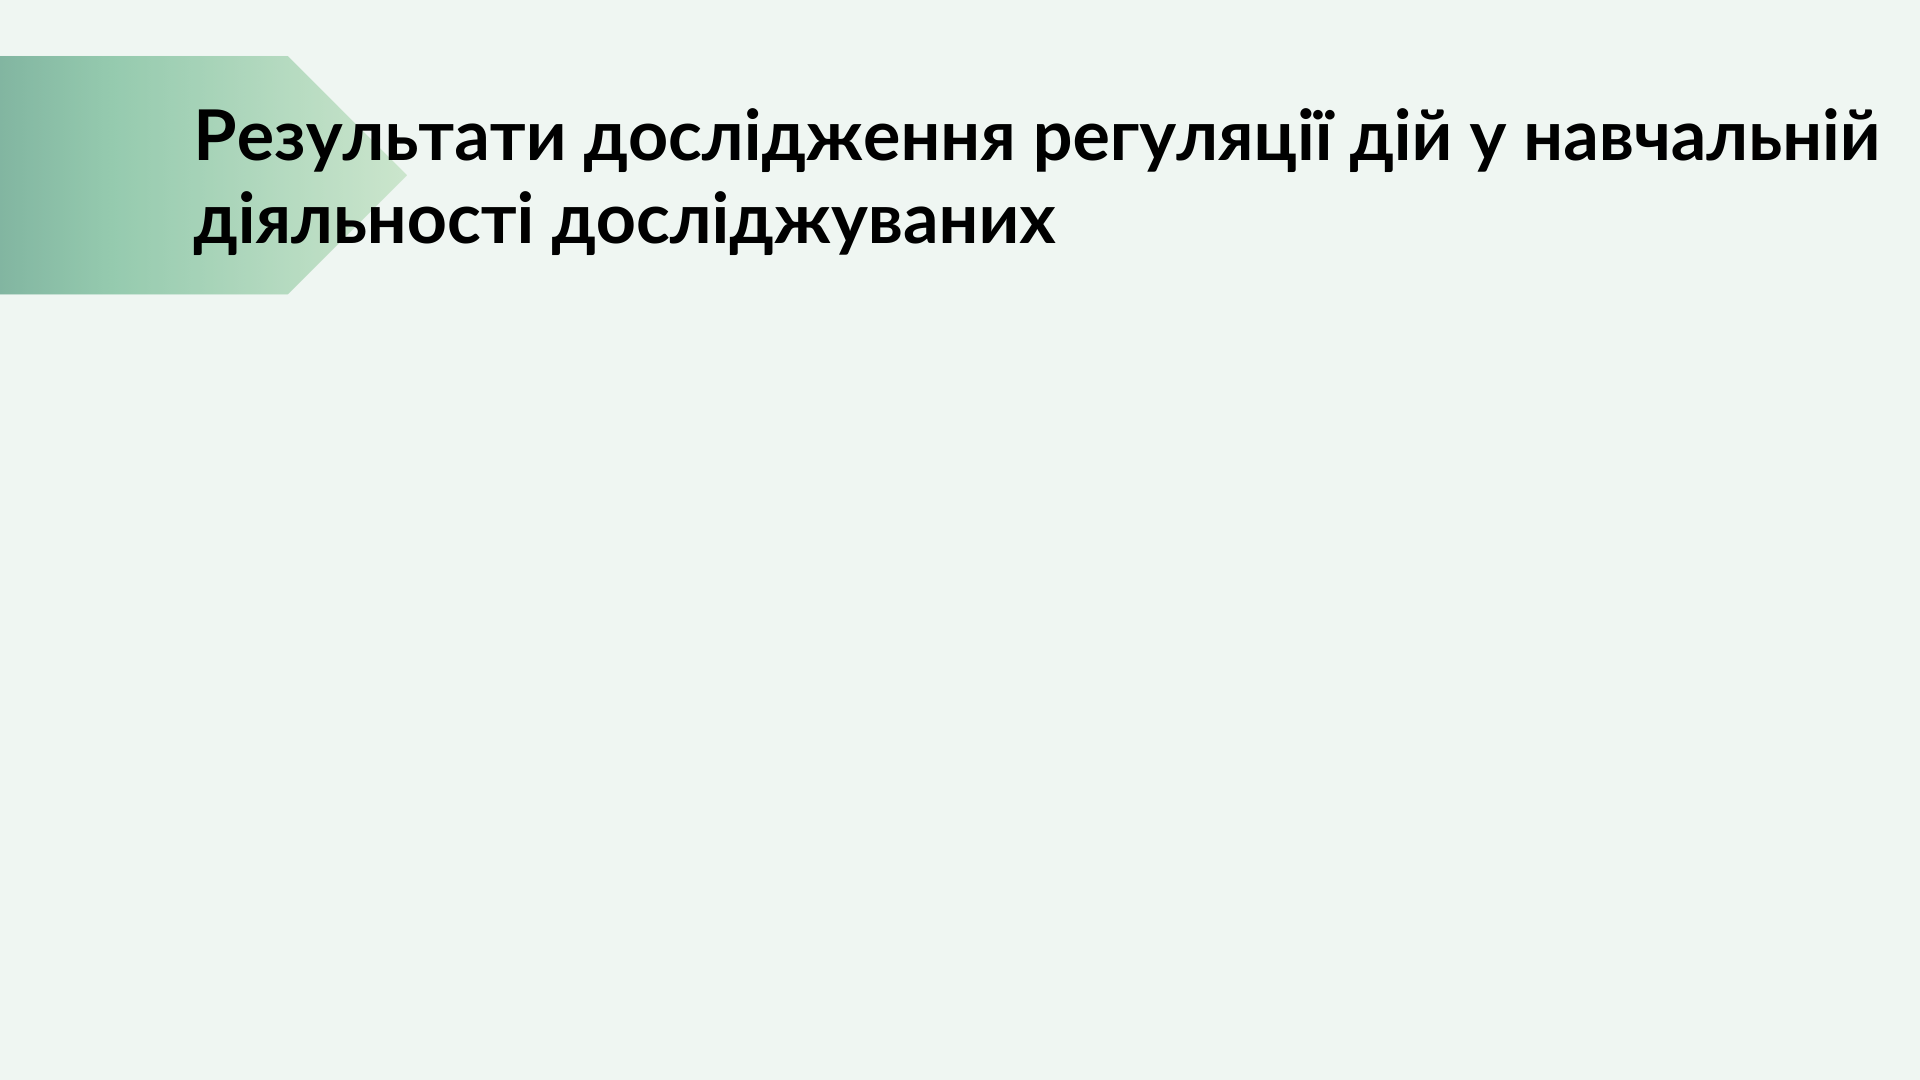 Результати дослідження регуляції дій у навчальній
діяльності досліджуваних